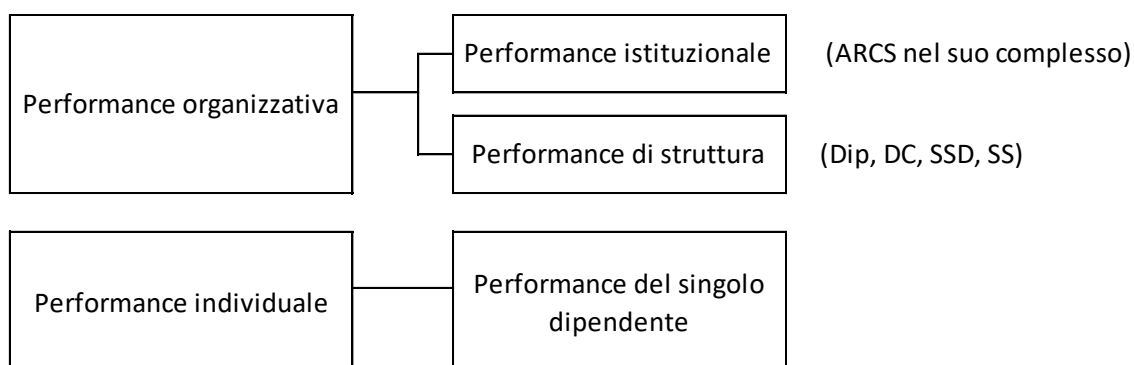 Performance istituzionale
(ARCS nel suo complesso)
Performance organizzativa
Performance di struttura
(Dip, DC, SSD, SS)
Performance individuale
Performance del singolo
dipendente